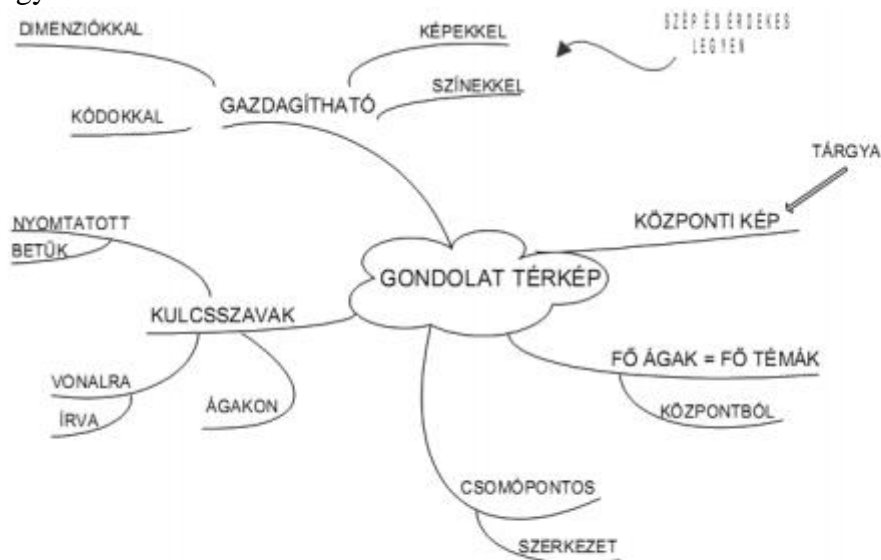 gy
DIMENZIÓKKAL
KÉPEKKEL
SZÉP ÉS ÉRDEKES
LEGYEN
SZÍNEKKEL
GAZDAGÍTHATÓ
KÓDOKKAL
TÁRGYA
KÖZPONTI KÉP
NYOMTATOTT
BETŰK
GONDOLAT TÉRKÉP
KULCSSZAVAK
FŐ ÁGAK = FŐ TÉMÁK
VONALRA
ÍRVA
ÁGAKON
KÖZPONTBÓL
CSOMÓPONTOS
SZERKEZET